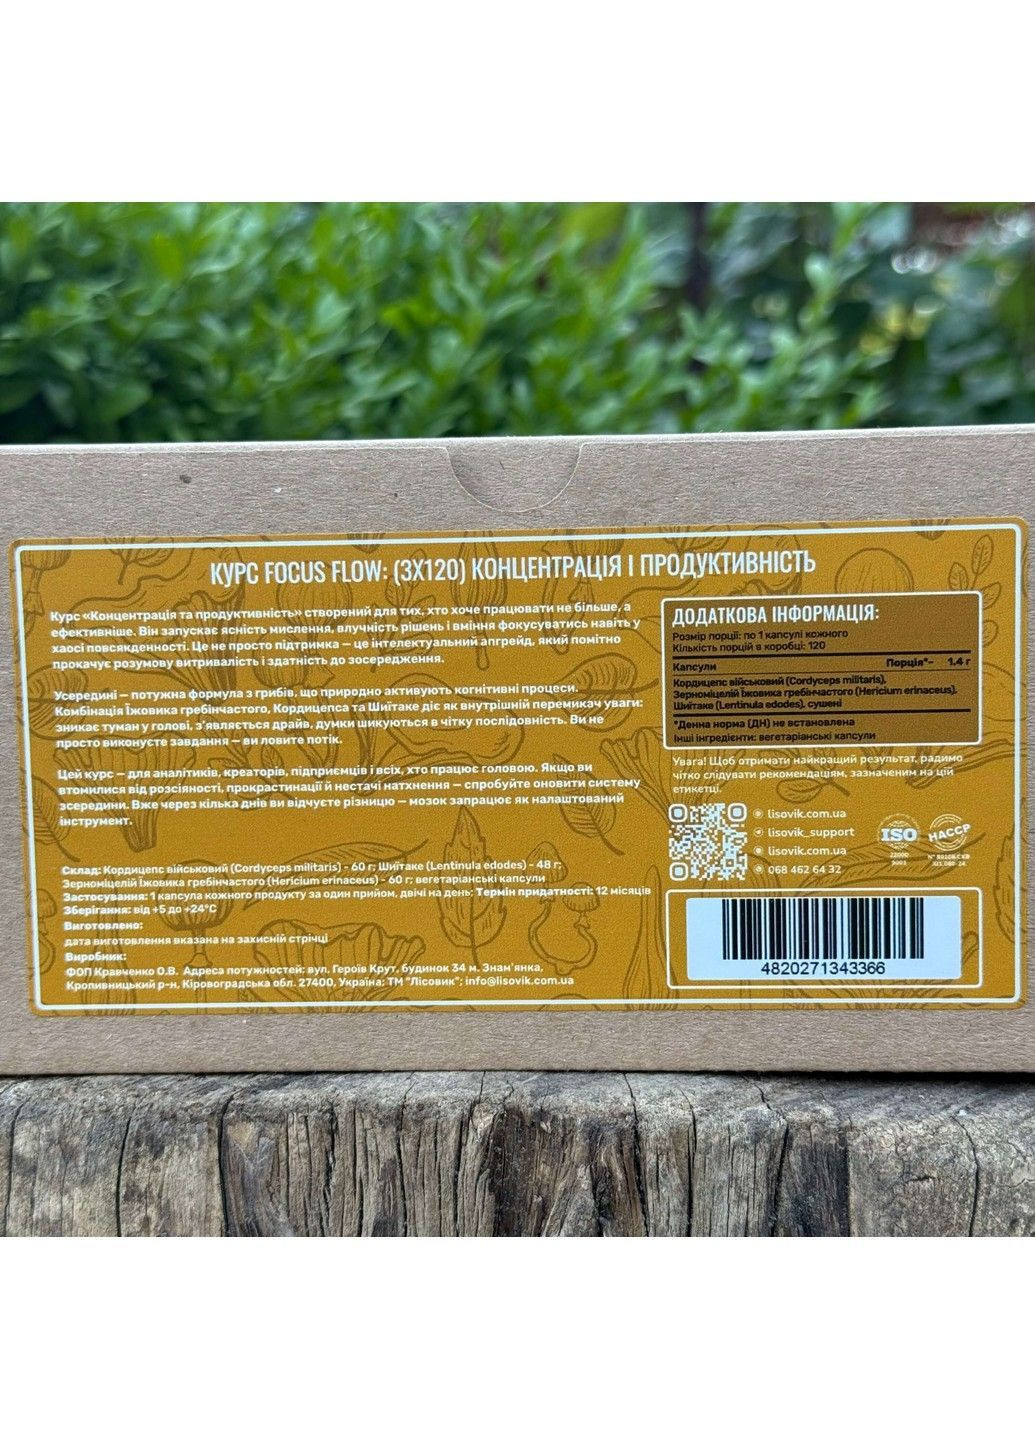 КУРС FOCUS FLOW: (3X120) КОНЦЕНТРАЦІЯ І ПРОДУКТИВНІСТЬ
Курс «Концентрація та продуктивність» створений для тих, хто хоче працювати не більше, а
ефективніше. Він запускає ясність мислення, влучність рішень і вміння фокусуватись навіть у
хаосі повсякденності. Це не просто підтримка — це інтелектуальний апгрейд, який помітно
прокачує розумову витривалість і здатність до зосередження.
Усередині — потужна формула з грибів, що природно активують когнітивні процеси.
Комбінація Їжовика гребінчастого, Кордицепса та Шиїтаке діє як внутрішній перемикач уваги:
зникає туман у голові, з'являється драйв, думки шикуються в чітку послідовність. Ви не
просто виконуєте завдання — ви ловите потік.
Цей курс — для аналітиків, креаторів, підприємців і всіх, хто працює головою. Якщо ви
втомилися від розсіяності, прокрастинації й нестачі натхнення — спробуйте оновити систему
зсередини. Вже через кілька днів ви відчуєте різницю — мозок запрацює як налаштований
інструмент.
Склад: Кордицепс військовий (Cordyceps militaris) - 60 г; Шиїтаке (Lentinula edodes) - 48 г;
Зерноміцелій Їжовика гребінчастого (Hericium erinaceus) - 60 г; вегетаріанські капсули
Застосування: 1 капсула кожного продукту за один прийом, двічі на день; Термін придатності: 12 місяців
Зберігання: від +5 до +24°C
Виготовлено:
дата виготовлення вказана на захисній стрічці
Виробник:
ФОП Кравченко О.В. Адреса потужностей: вул. Героїв Крут, будинок 34 м. Знам'янка,
Кропивницький р-н, Кіровоградська обл. 27400, Україна: ТМ "Лісовик"; info@lisovik.com.ua
ДОДАТКОВА ІНФОРМАЦІЯ:
Розмір порції: по 1 капсулі кожного
Кількість порцій в коробці: 120
Капсули Порція*- 1.4 г
Кордицепс військовий (Cordyceps militaris),
Зерноміцелій Їжовика гребінчастого (Hericium erinaceus),
Шиїтаке (Lentinula edodes), сушені
*Денна норма (ДН) не встановлена
Інші інгредієнти: вегетаріанські капсули
Увага! Щоб отримати найкращий результат, радимо
чітко слідувати рекомендаціям, зазначеним на цій
етикетці.
lisovik.com.ua
lisovik_support
lisovik.com.ua
068 462 64 32
ISO
22000
HACCP
4820271343366